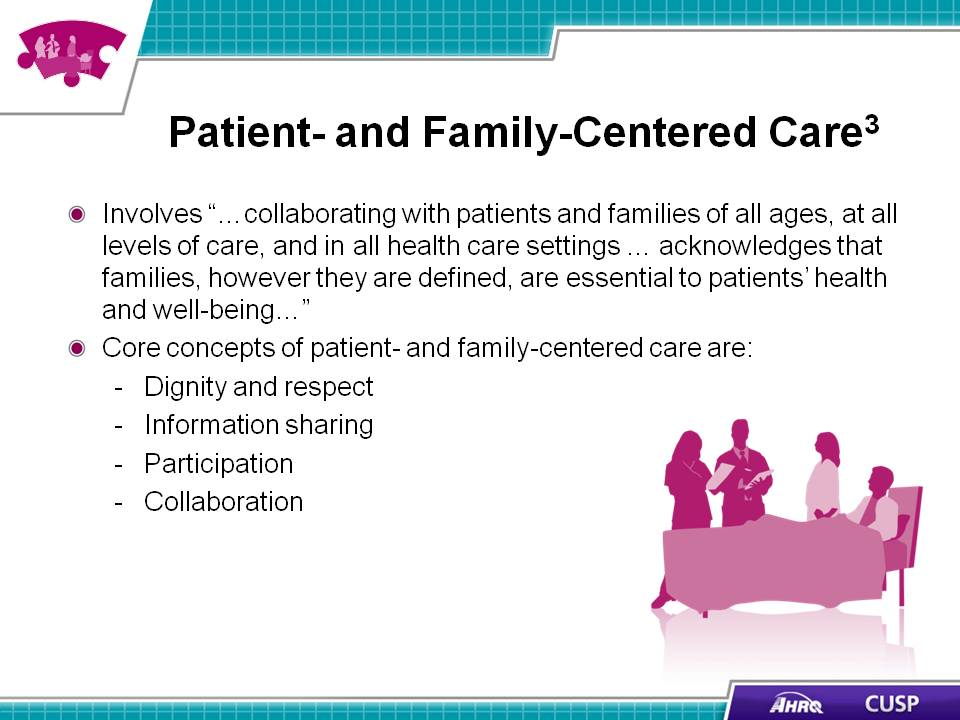 Patient- and Family-Centered Care³
Involves “…collaborating with patients and families of all ages, at all
levels of care, and in all health care settings … acknowledges that
families, however they are defined, are essential to patients’ health
and well-being…”
Core concepts of patient- and family-centered care are:
- Dignity and respect
- Information sharing
- Participation
- Collaboration
AHRQ CUSP